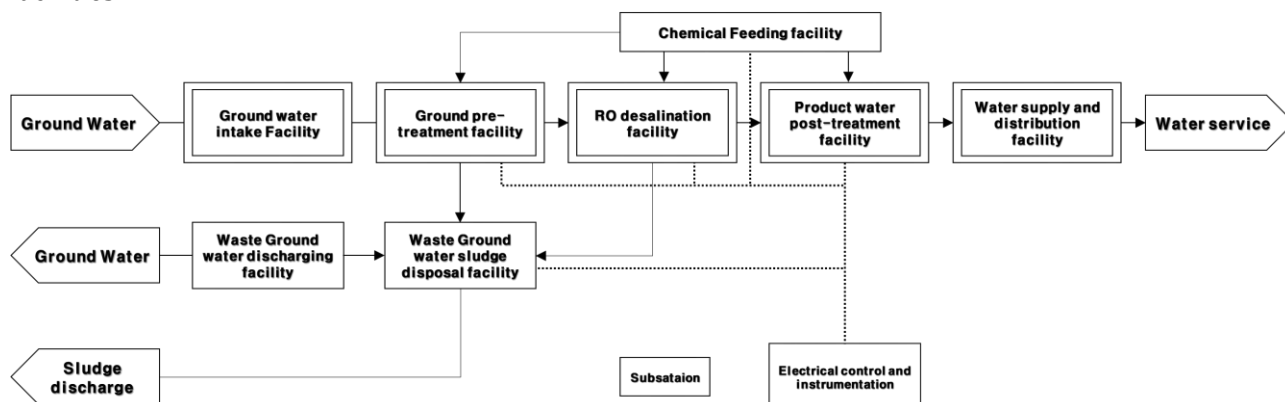 Chemical Feeding facility
Ground Water
Ground water
intake Facility
Ground pre-
treatment facility
RO desalination
facility
Product water
post-treatment
facility
Water supply and
distribution
facility
Water service
Ground Water
Waste Ground
water discharging
facility
Waste Ground
water sludge
disposal facility
Sludge
discharge
Subsataion
Electrical control and
instrumentation